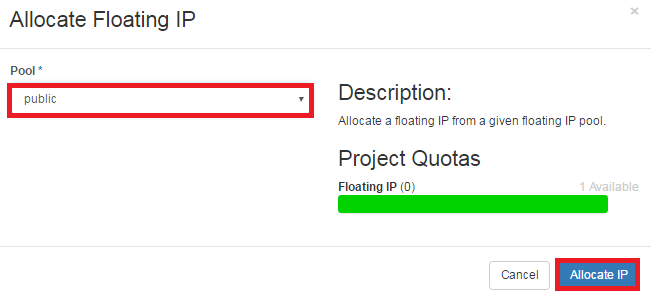 Allocate Floating IP
×
Pool *
public
Description:
Allocate a floating IP from a given floating IP pool.
Project Quotas
Floating IP (0)
1 Available
Cancel
Allocate IP